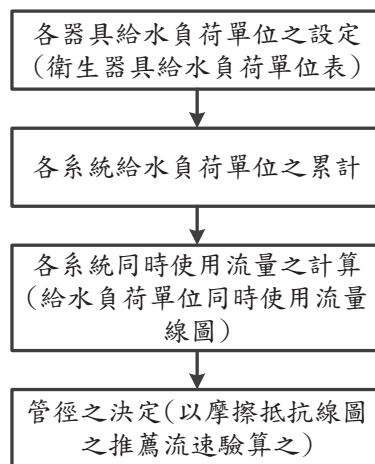 各器具給水負荷單位之設定
(衛生器具給水負荷單位表)
各系統給水負荷單位之累計
各系統同時使用流量之計算
(給水負荷單位同時使用流量
線圖)
管徑之決定(以摩擦抵抗線圖
之推薦流速驗算之)